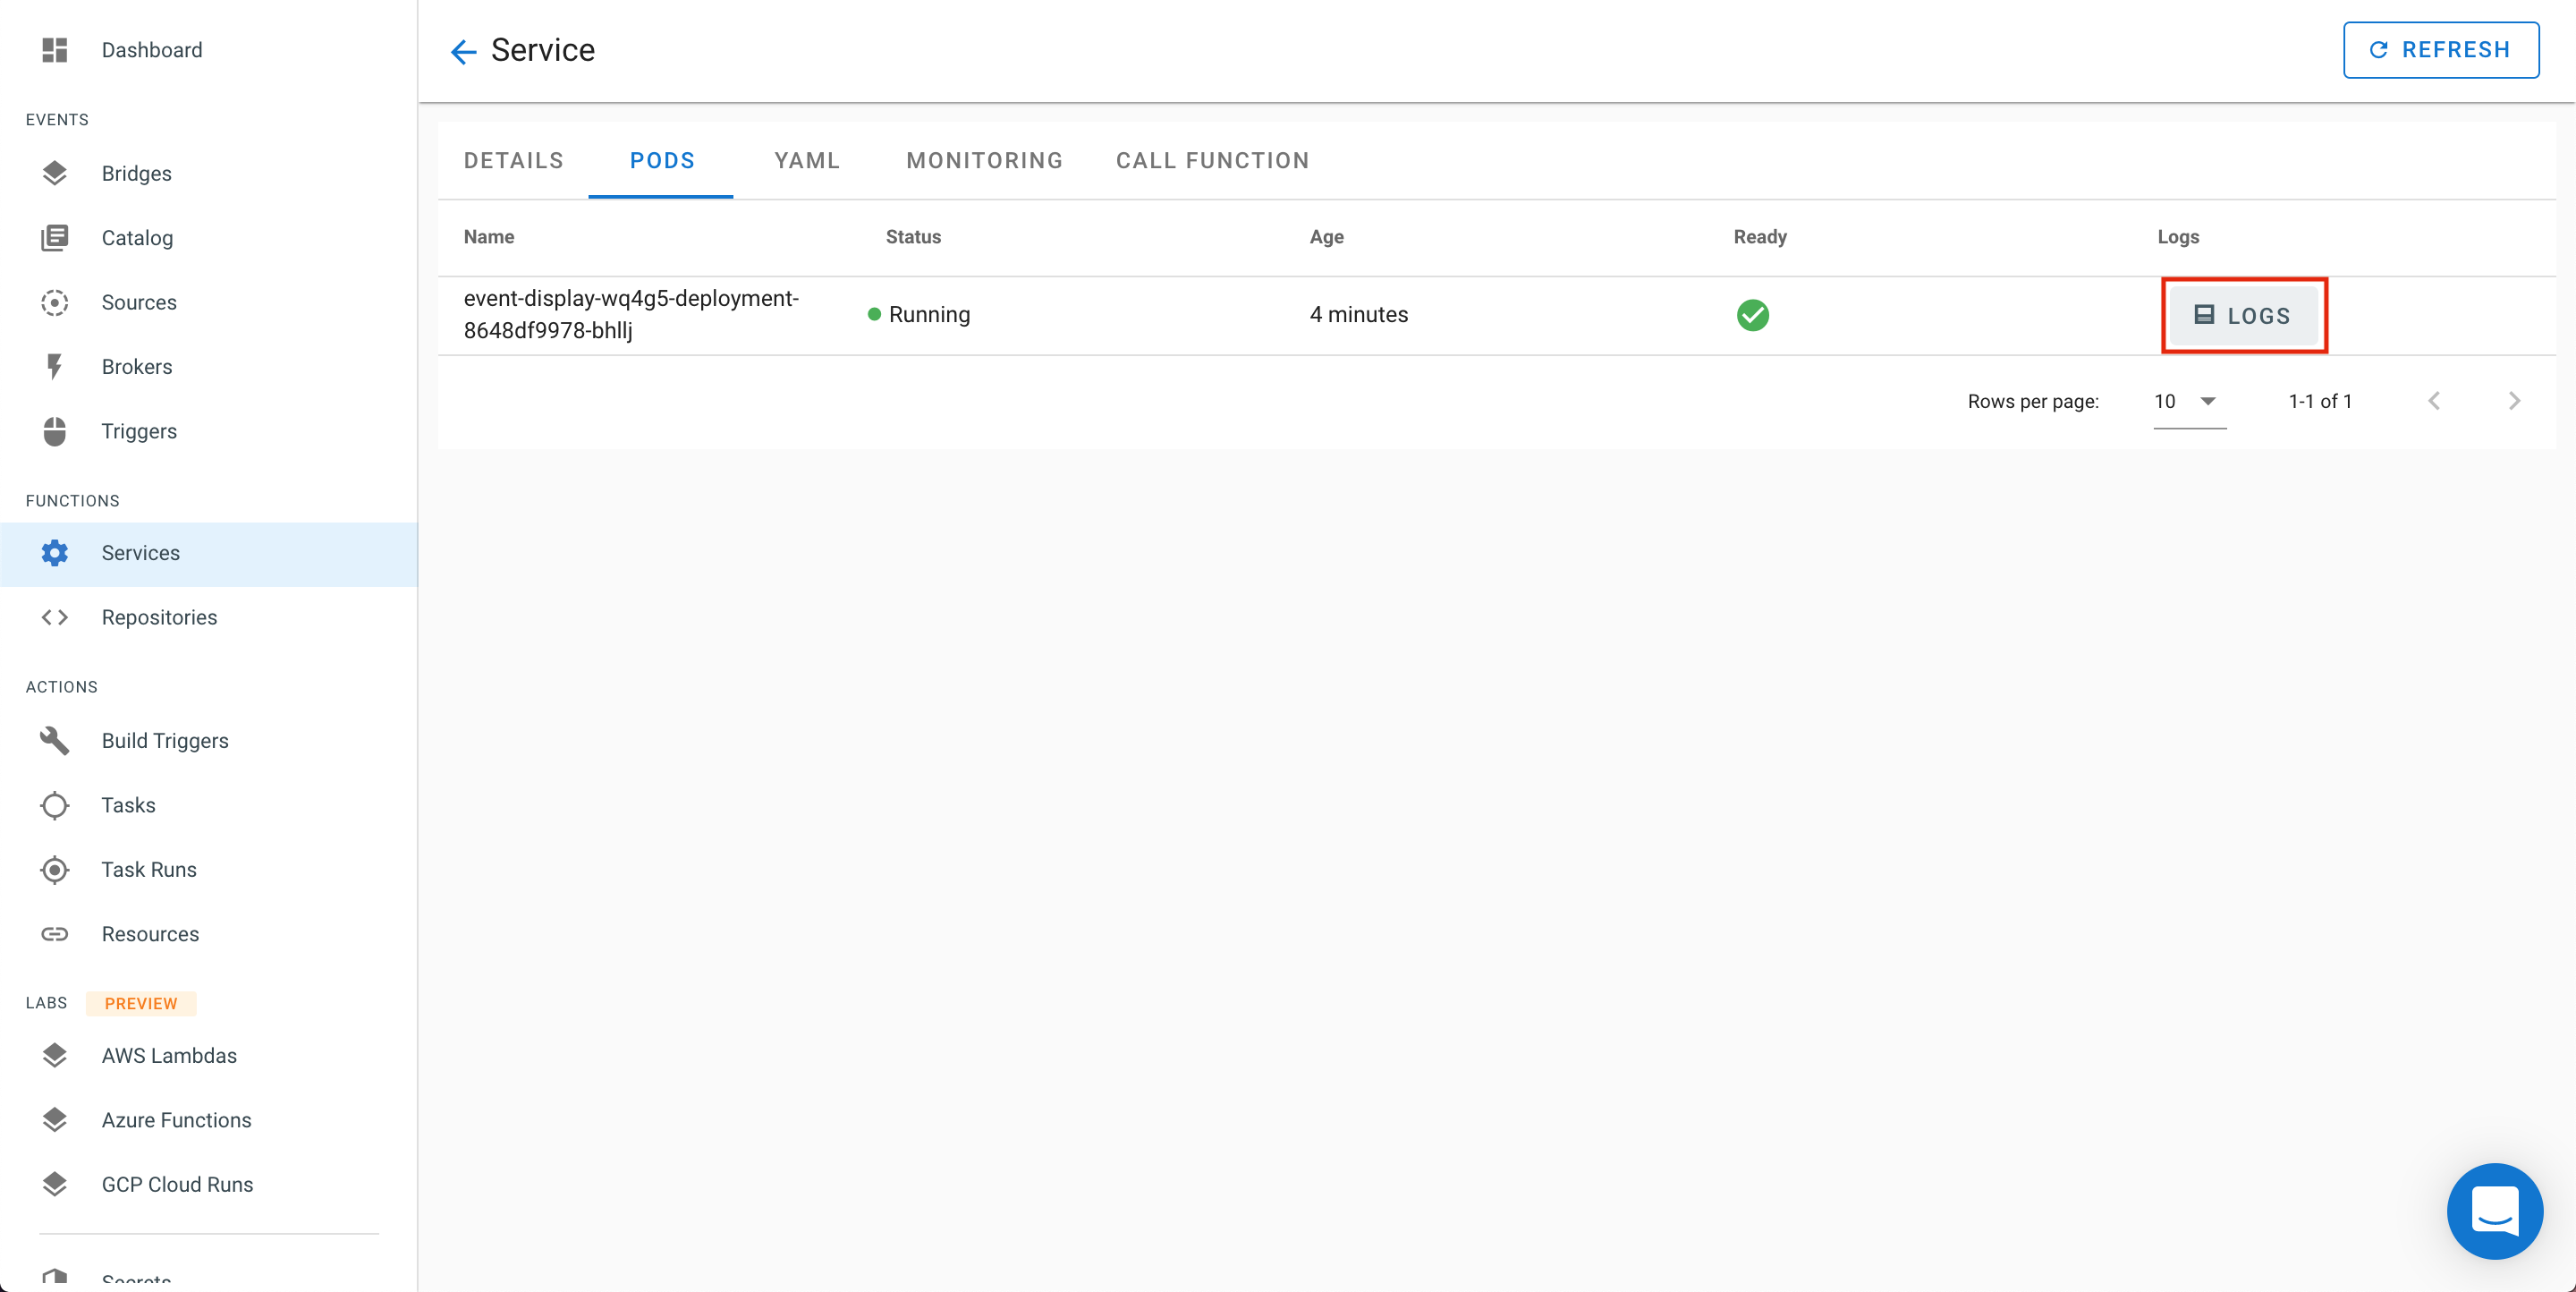 Dashboard
EVENTS
Bridges
Catalog
Sources
Brokers
Triggers
FUNCTIONS
Services
Repositories
ACTIONS
Build Triggers
Tasks
Task Runs
Resources
LABS PREVIEW
AWS Lambdas
Azure Functions
GCP Cloud Runs
Secrets
Service
REFRESH
DETAILS PODS YAML MONITORING CALL FUNCTION
Name Status Age Ready Logs
event-display-wq4g5-deployment-
8648df9978-bhllj
Running 4 minutes LOGS
Rows per page: 10 1-1 of 1